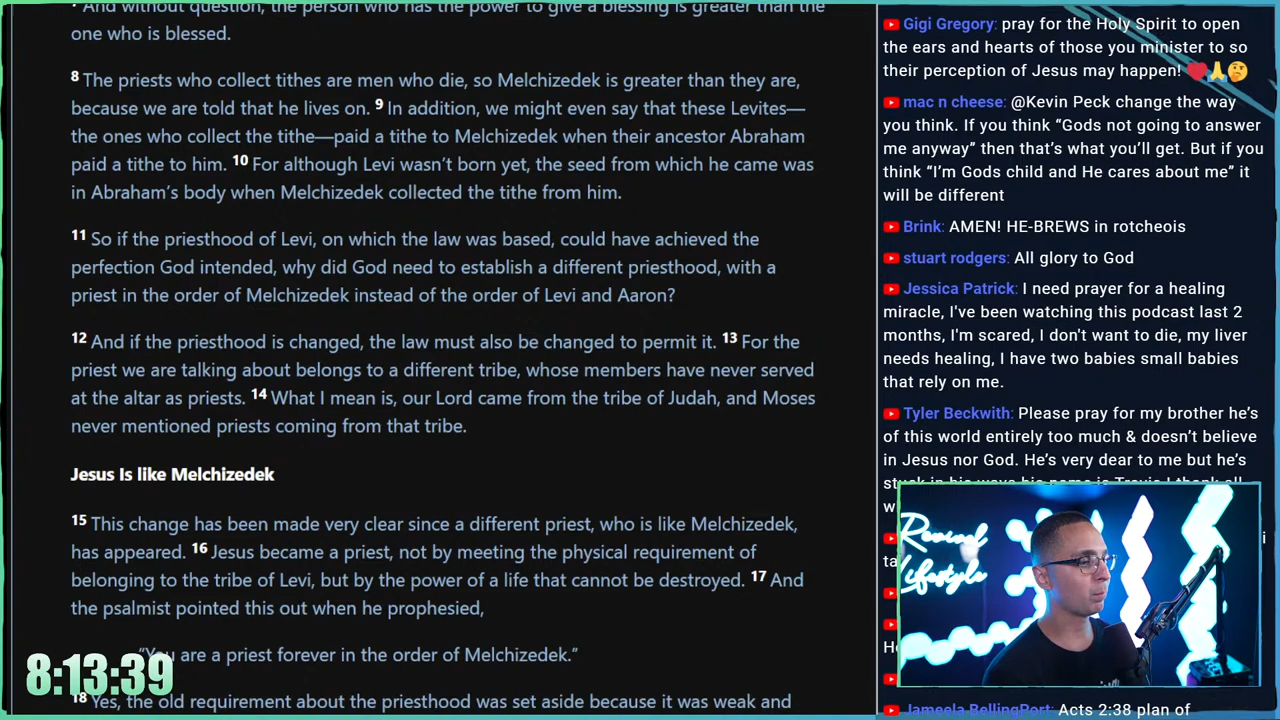 7 And without question, the person who has the power to give a blessing is greater than the
one who is blessed.
8 The priests who collect tithes are men who die, so Melchizedek is greater than they are,
because we are told that he lives on. 9 In addition, we might even say that these Levites—
the ones who collect the tithe—paid a tithe to Melchizedek when their ancestor Abraham
paid a tithe to him. 10 For although Levi wasn't born yet, the seed from which he came was
in Abraham's body when Melchizedek collected the tithe from him.
11 So if the priesthood of Levi, on which the law was based, could have achieved the
perfection God intended, why did God need to establish a different priesthood, with a
priest in the order of Melchizedek instead of the order of Levi and Aaron?
12 And if the priesthood is changed, the law must also be changed to permit it. 13 For the
priest we are talking about belongs to a different tribe, whose members have never served
at the altar as priests. 14 What I mean is, our Lord came from the tribe of Judah, and Moses
never mentioned priests coming from that tribe.
Jesus Is like Melchizedek
15 This change has been made very clear since a different priest, who is like Melchizedek,
has appeared. 16 Jesus became a priest, not by meeting the physical requirement of
belonging to the tribe of Levi, but by the power of a life that cannot be destroyed. 17 And
the psalmist pointed this out when he prophesied,
"You are a priest forever in the order of Melchizedek."
18 Yes, the old requirement about the priesthood was set aside because it was weak and
8:13:39
Gigi Gregory: pray for the Holy Spirit to open
the ears and hearts of those you minister to so
their perception of Jesus may happen! ❤️🙏🤔
mac n cheese: @Kevin Peck change the way
you think. If you think “Gods not going to answer
me anyway” then that’s what you’ll get. But if you
think “I’m Gods child and He cares about me” it
will be different
Brink: AMEN! HE-BREWS in rotcheois
stuart rodgers: All glory to God
Jessica Patrick: I need prayer for a healing
miracle, I've been watching this podcast last 2
months, I'm scared, I don't want to die, my liver
needs healing, I have two babies small babies
that rely on me.
Tyler Beckwith: Please pray for my brother he’s
of this world entirely too much & doesn’t believe
in Jesus nor God. He’s very dear to me but he’s
stuck in his ways his name is Travis I think all
Revival
Lifestyle
Jameela BellingPort: Acts 2:38 plan of